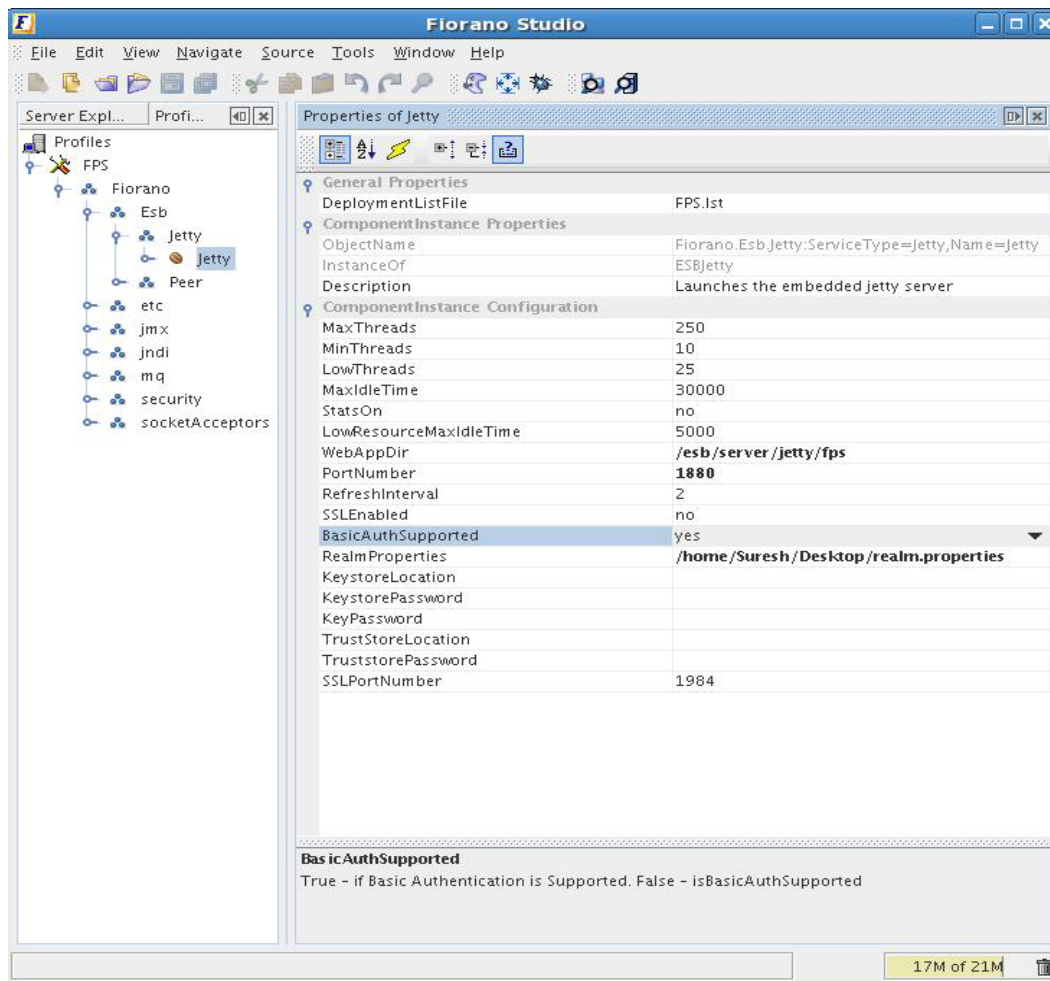 Fiorano Studio
File Edit View Navigate Source Tools Window Help
Server Expl... Profi...
Profiles
FPS
Fiorano
Esb
Jetty
Jetty
Peer
etc
jmx
jndi
mq
security
socketAcceptors
Properties of Jetty
General Properties
DeploymentListFile FPS.lst
ComponentInstance Properties
ObjectName Fiorano.Esb.Jetty:ServiceType=Jetty,Name=Jetty
InstanceOf ESBJetty
Description Launches the embedded jetty server
ComponentInstance Configuration
MaxThreads 250
MinThreads 10
LowThreads 25
MaxIdleTime 30000
StatsOn no
LowResourceMaxIdleTime 5000
WebAppDir /esb/server/jetty/fps
PortNumber 1880
RefreshInterval 2
SSLEnabled no
BasicAuthSupported yes
RealmProperties /home/Suresh/Desktop/realm.properties
KeystoreLocation
KeystorePassword
KeyPassword
TrustStoreLocation
TruststorePassword
SSLPortNumber 1984
BasicAuthSupported
True - if Basic Authentication is Supported. False - isBasicAuthSupported
17M of 21M